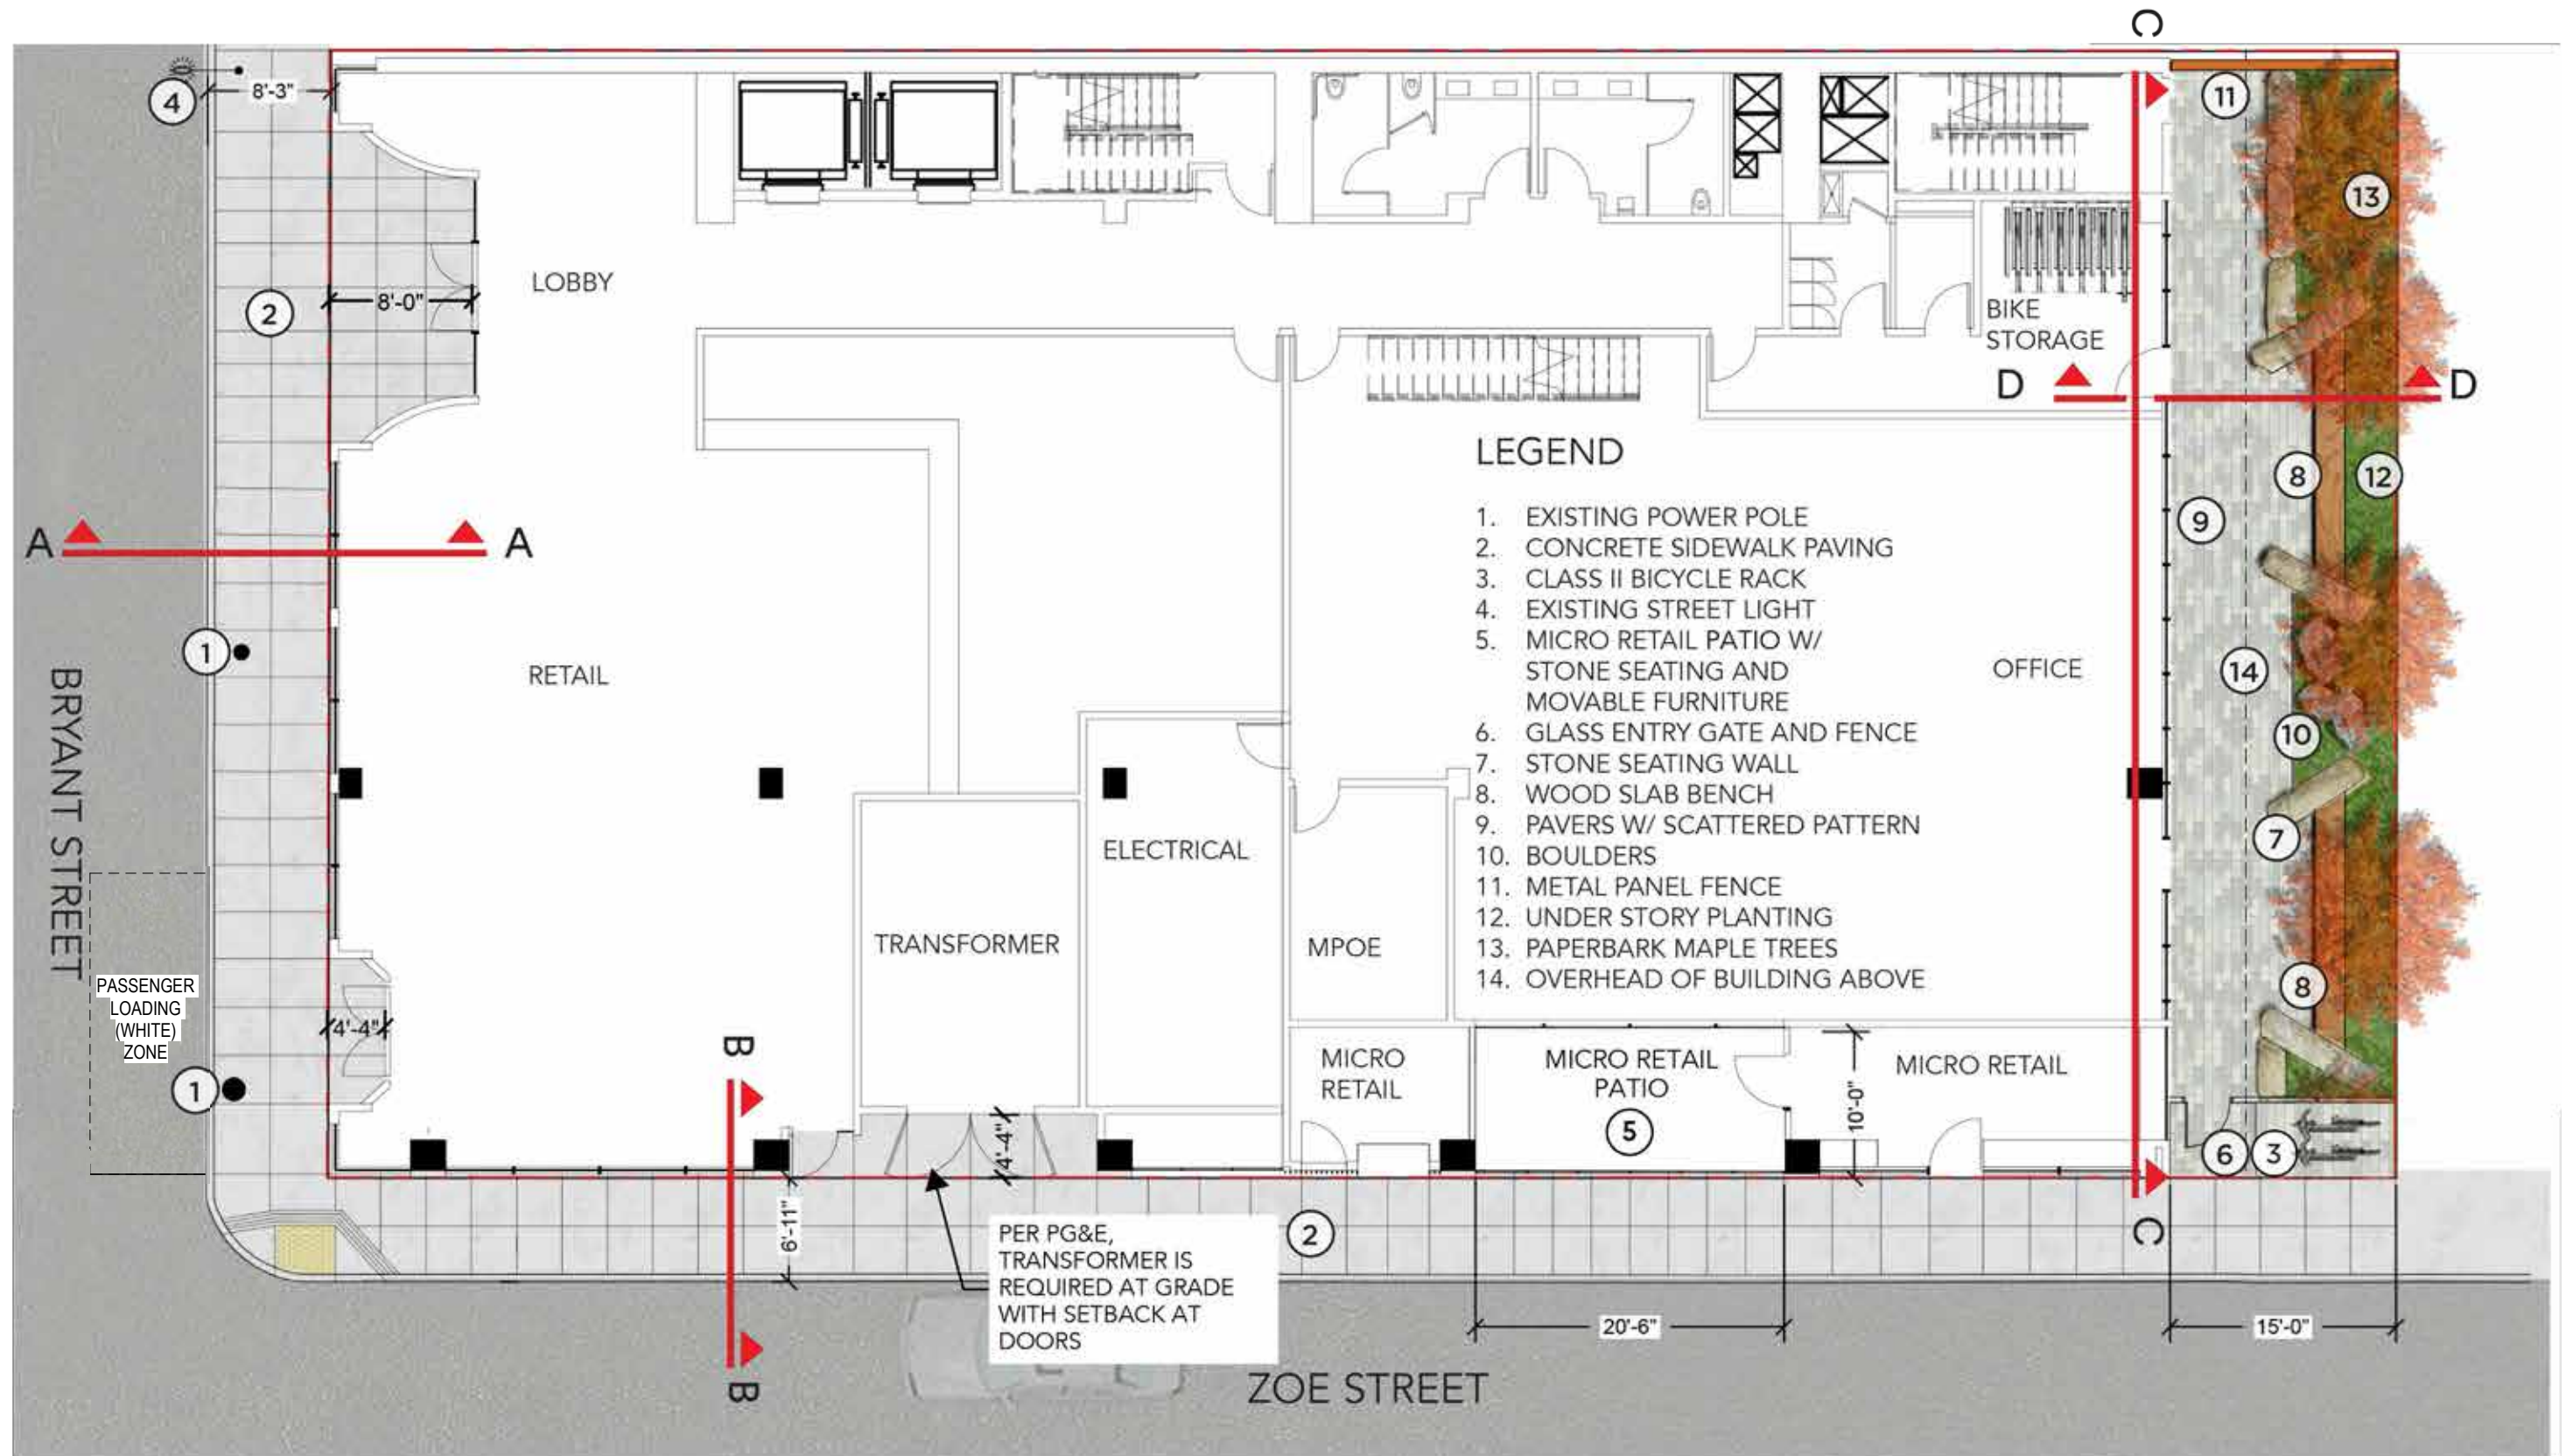 C
11
4
8'-3"
13
LOBBY
2
8'-0"
BIKE
STORAGE
D
D
LEGEND
1. EXISTING POWER POLE
2. CONCRETE SIDEWALK PAVING
3. CLASS II BICYCLE RACK
4. EXISTING STREET LIGHT
5. MICRO RETAIL PATIO W/
STONE SEATING AND
MOVABLE FURNITURE
6. GLASS ENTRY GATE AND FENCE
7. STONE SEATING WALL
8. WOOD SLAB BENCH
9. PAVERS W/ SCATTERED PATTERN
10. BOULDERS
11. METAL PANEL FENCE
12. UNDER STORY PLANTING
13. PAPERBARK MAPLE TREES
14. OVERHEAD OF BUILDING ABOVE
8
12
9
A
A
1
RETAIL
OFFICE
14
10
BRYANT STREET
7
ELECTRICAL
TRANSFORMER
MPOE
8
PASSENGER
LOADING
(WHITE)
ZONE
4'-4"
1
B
MICRO
RETAIL
MICRO RETAIL
PATIO
5
10'-0"
MICRO RETAIL
4'-4"
6
3
6'-11"
PER PG&E,
TRANSFORMER IS
REQUIRED AT GRADE
WITH SETBACK AT
DOORS
2
C
20'-6"
15'-0"
B
ZOE STREET